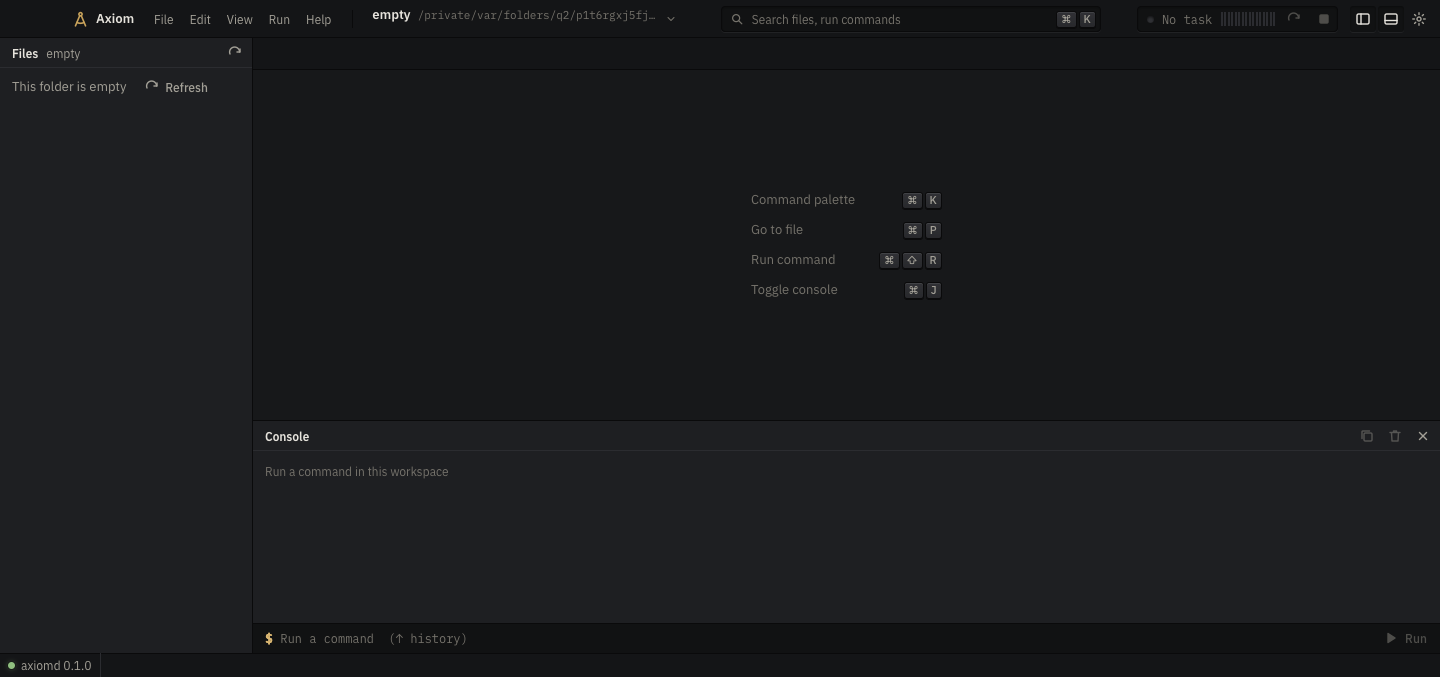 Axiom File Edit View Run Help empty /private/var/folders/q2/p1t6rgxj5fj… Search files, run commands ⌘ K No task
Files empty
This folder is empty Refresh
Command palette ⌘ K
Go to file ⌘ P
Run command ⌘ ⇧ R
Toggle console ⌘ J
Console
Run a command in this workspace
$ Run a command (↑ history) Run
axiomd 0.1.0